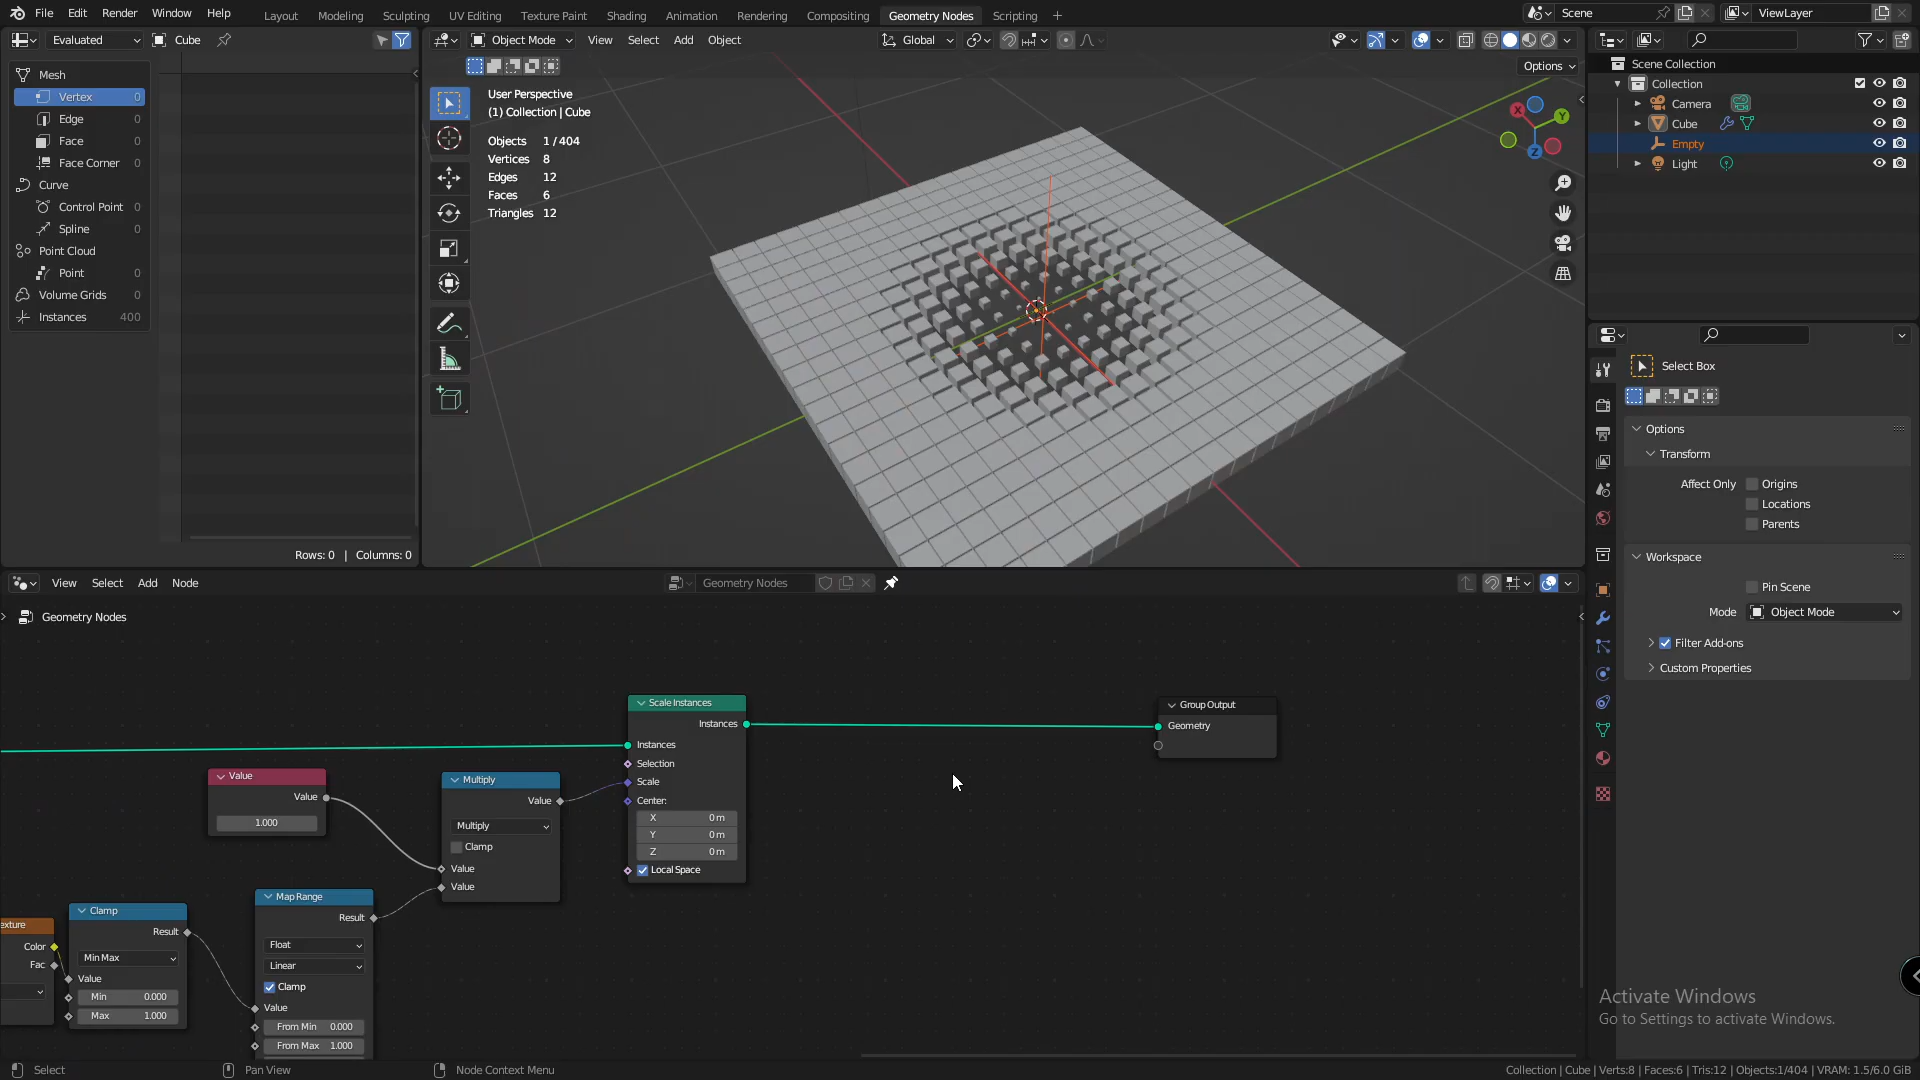 File Edit Render Window Help Layout Modeling Sculpting UV Editing Texture Paint Shading Animation Rendering Compositing Geometry Nodes Scripting + Scene ViewLayer
Evaluated Cube
Object Mode View Select Add Object Global
Options
Mesh
Vertex 0
Edge 0
Face 0
Face Corner 0
Curve
Control Point 0
Spline 0
Point Cloud
Point 0
Volume Grids 0
Instances 400
Rows: 0 | Columns: 0
User Perspective
(1) Collection | Cube
Objects 1 / 404
Vertices 8
Edges 12
Faces 6
Triangles 12
X
Y
Z
Scene Collection
Collection
Camera
Cube
Empty
Light
Select Box
Options
Transform
Affect Only Origins
Locations
Parents
Workspace
Pin Scene
Mode Object Mode
Filter Add-ons
Custom Properties
View Select Add Node Geometry Nodes
Geometry Nodes
Value
Value
1.000
Multiply
Value
Multiply
Clamp
Value
Value
Scale Instances
Instances
Instances
Selection
Scale
Center:
X 0 m
Y 0 m
Z 0 m
Local Space
Group Output
Geometry
exture
Color
Fac
Clamp
Result
Min Max
Value
Min 0.000
Max 1.000
Map Range
Result
Float
Linear
Clamp
Value
From Min 0.000
From Max 1.000
Activate Windows
Go to Settings to activate Windows.
Select Pan View Node Context Menu Collection | Cube | Verts:8 | Faces:6 | Tris:12 | Objects:1/404 | VRAM: 1.5/6.0 GiB